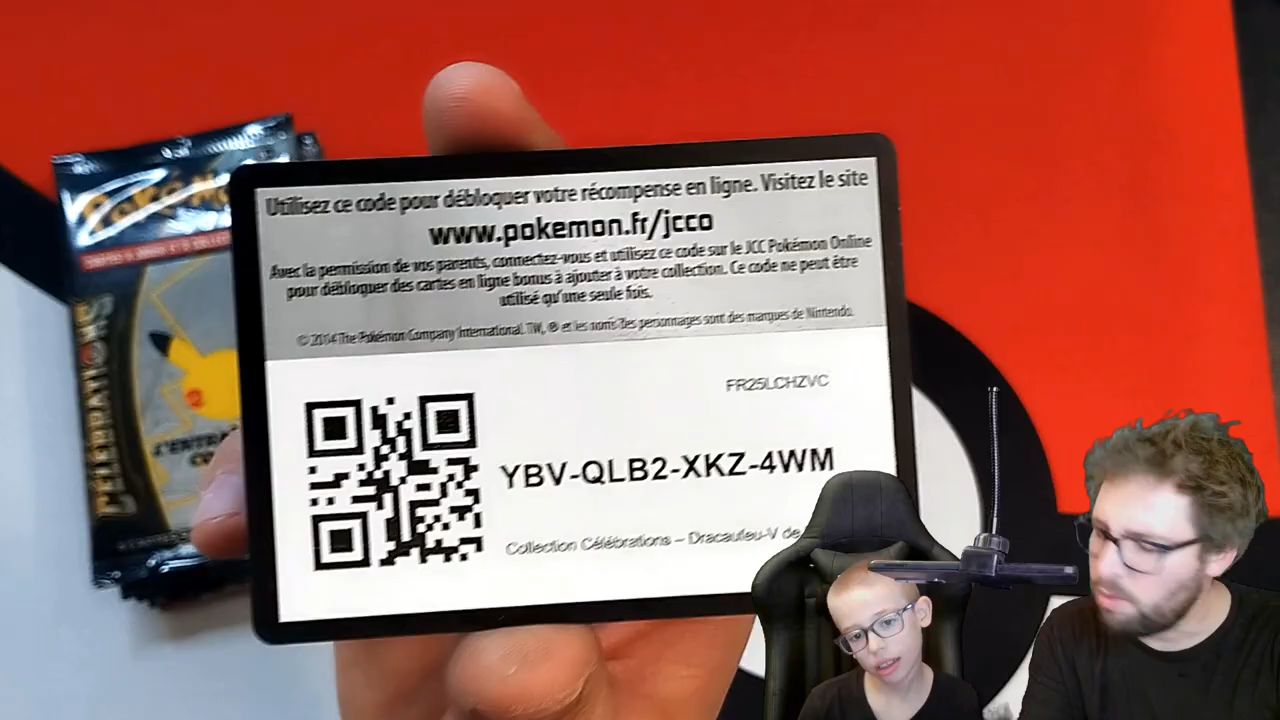 Utilisez ce code pour débloquer votre récompense en ligne. Visitez le site
www.pokemon.fr/jcco
Avec la permission de vos parents, connectez-vous et utilisez ce code sur le JCC Pokémon Online
pour débloquer des cartes en ligne bonus à ajouter à votre collection. Ce code ne peut être
utilisé qu'une seule fois.
© 2014 The Pokémon Company International. TM, ® et les noms des personnages sont des marques de Nintendo.
FR25LCHZVC
YBV-QLB2-XKZ-4WM
Collection Célébrations – Dracaufeu-V de
CÉLÉBRATIONS